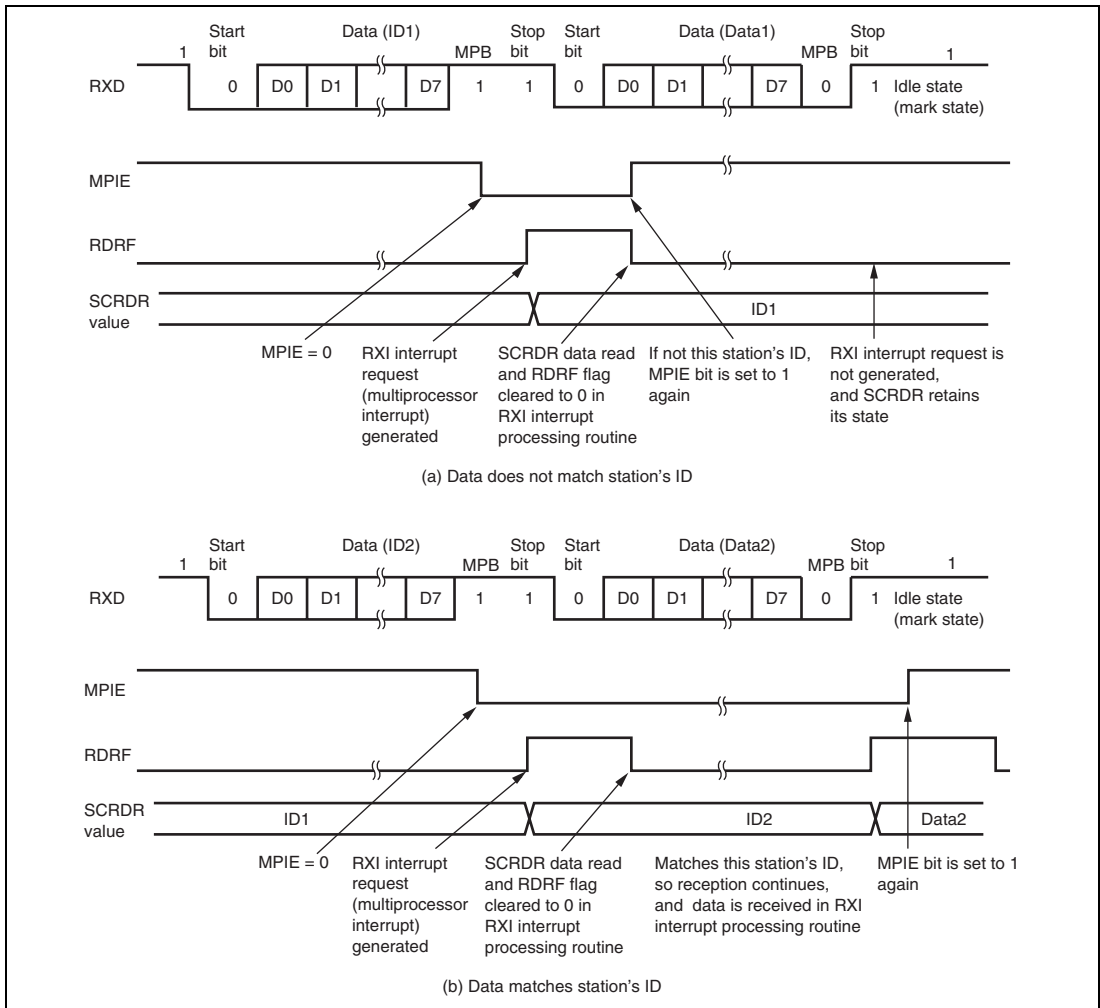 Start bit Data (ID1) MPB Stop bit Start bit Data (Data1) MPB Stop bit
1 1
RXD 0 D0 D1 D7 1 1 0 D0 D1 D7 0 1 Idle state (mark state)
MPIE
RDRF
SCRDR value
ID1
MPIE = 0
RXI interrupt
request
(multiprocessor
interrupt)
generated
SCRDR data read
and RDRF flag
cleared to 0 in
RXI interrupt
processing routine
If not this station's ID,
MPIE bit is set to 1
again
RXI interrupt request is
not generated,
and SCRDR retains
its state
(a) Data does not match station's ID
Start bit Data (ID2) MPB Stop bit Start bit Data (Data2) MPB Stop bit
1 1
RXD 0 D0 D1 D7 1 1 0 D0 D1 D7 0 1 Idle state (mark state)
MPIE
RDRF
SCRDR value
ID1 ID2 Data2
MPIE = 0
RXI interrupt
request
(multiprocessor
interrupt)
generated
SCRDR data read
and RDRF flag
cleared to 0 in
RXI interrupt
processing routine
Matches this station's ID,
so reception continues,
and data is received in RXI
interrupt processing routine
MPIE bit is set to 1
again
(b) Data matches station's ID